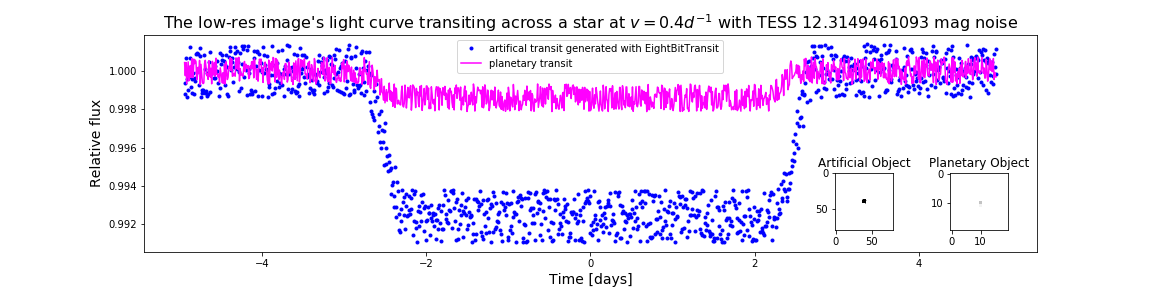 The low-res image's light curve transiting across a star at v = 0.4d⁻¹ with TESS 12.3149461093 mag noise
artifical transit generated with EightBitTransit
planetary transit
Relative flux
1.000
0.998
0.996
0.994
0.992
Artificial Object
0
50
0 50
Planetary Object
0
10
0 10
−4 −2 0 2 4
Time [days]